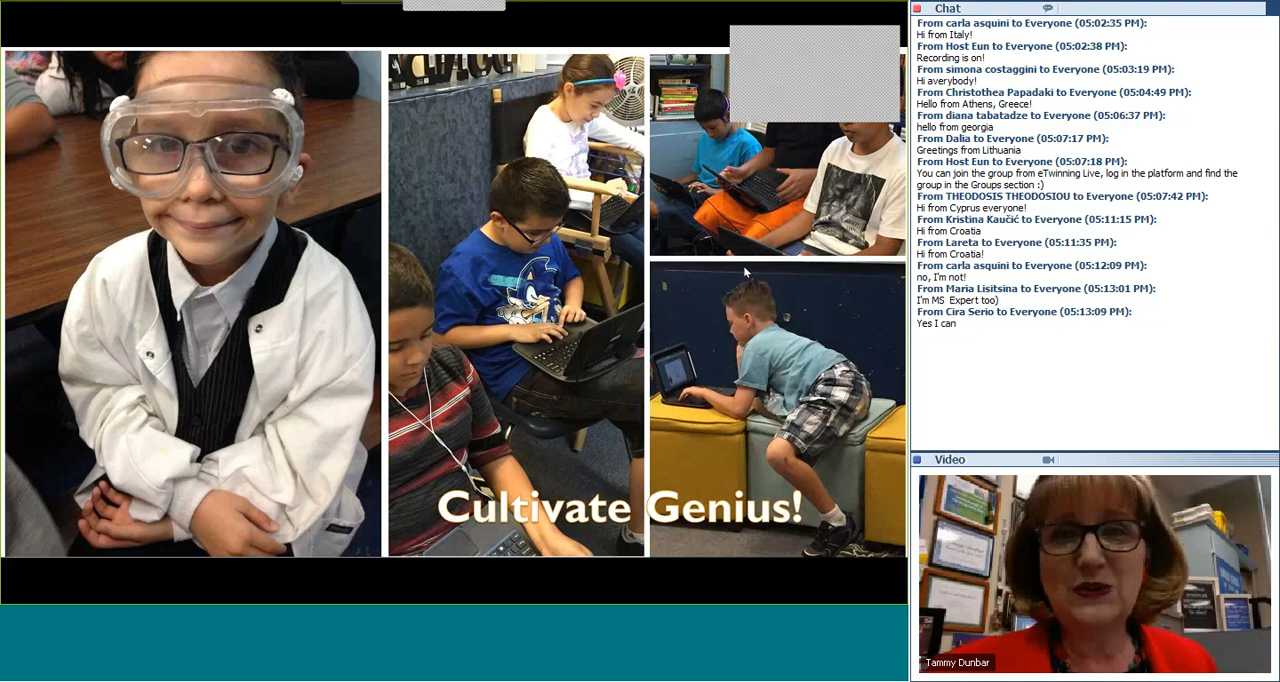 Cultivate Genius!
Chat
From carla asquini to Everyone (05:02:35 PM):
Hi from Italy!
From Host Eun to Everyone (05:02:38 PM):
Recording is on!
From simona costaggini to Everyone (05:03:19 PM):
Hi averybody!
From Christothea Papadaki to Everyone (05:04:49 PM):
Hello from Athens, Greece!
From diana tabatadze to Everyone (05:06:37 PM):
hello from georgia
From Dalia to Everyone (05:07:17 PM):
Greetings from Lithuania
From Host Eun to Everyone (05:07:18 PM):
You can join the group from eTwinning Live, log in the platform and find the
group in the Groups section :)
From THEODOSIS THEODOSIOU to Everyone (05:07:42 PM):
Hi from Cyprus everyone!
From Kristina Kaučić to Everyone (05:11:15 PM):
Hi from Croatia
From Lareta to Everyone (05:11:35 PM):
Hi from Croatia!
From carla asquini to Everyone (05:12:09 PM):
no, I'm not!
From Maria Lisitsina to Everyone (05:13:01 PM):
I'm MS Expert too)
From Cira Serio to Everyone (05:13:09 PM):
Yes I can
Video
Tammy Dunbar